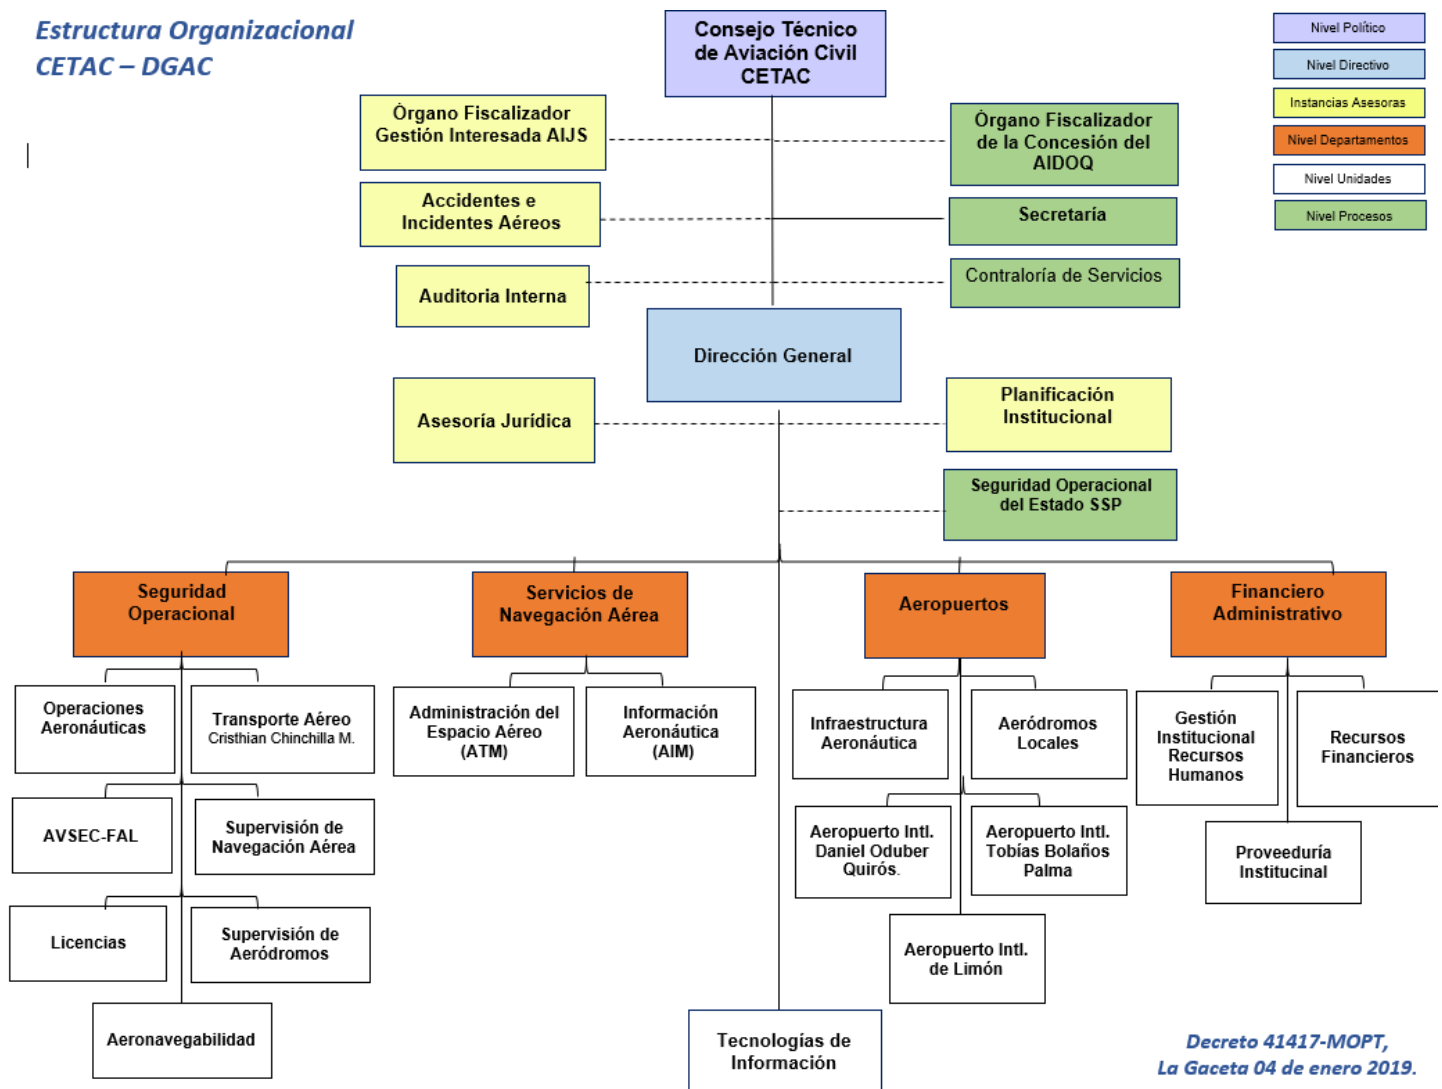 Estructura Organizacional
CETAC – DGAC
Consejo Técnico
de Aviación Civil
CETAC
Nivel Político
Nivel Directivo
Instancias Asesoras
Nivel Departamentos
Nivel Unidades
Nivel Procesos
Órgano Fiscalizador
Gestión Interesada AIJS
Órgano Fiscalizador
de la Concesión del
AIDOQ
Accidentes e
Incidentes Aéreos
Secretaría
Auditoria Interna
Contraloría de Servicios
Dirección General
Asesoría Jurídica
Planificación
Institucional
Seguridad Operacional
del Estado SSP
Seguridad
Operacional
Servicios de
Navegación Aérea
Aeropuertos
Financiero
Administrativo
Operaciones
Aeronáuticas
Transporte Aéreo
Cristhian Chinchilla M.
Administración del
Espacio Aéreo
(ATM)
Información
Aeronáutica
(AIM)
Infraestructura
Aeronáutica
Aeródromos
Locales
Gestión
Institucional
Recursos
Humanos
Recursos
Financieros
AVSEC-FAL
Supervisión de
Navegación Aérea
Aeropuerto Intl.
Daniel Oduber
Quirós.
Aeropuerto Intl.
Tobías Bolaños
Palma
Proveeduría
Institucinal
Licencias
Supervisión de
Aeródromos
Aeropuerto Intl.
de Limón
Aeronavegabilidad
Tecnologías de
Información
Decreto 41417-MOPT,
La Gaceta 04 de enero 2019.